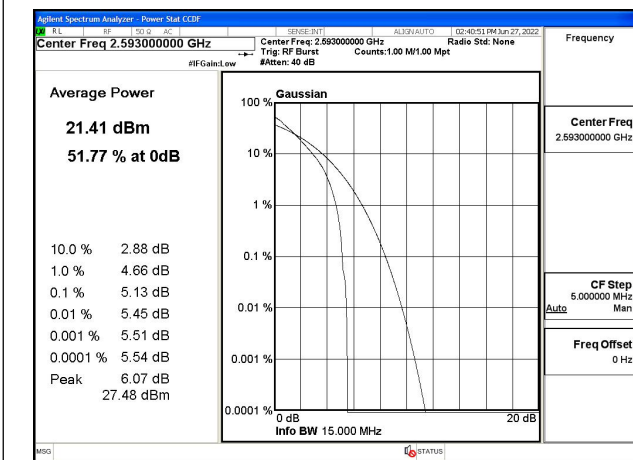 Agilent Spectrum Analyzer - Power Stat CCDF
RL RF 50 Ω AC SENSE:INT ALIGN AUTO 02:40:51 PM Jun 27, 2022
Center Freq 2.593000000 GHz
Center Freq: 2.593000000 GHz Radio Std: None
Trig: RF Burst Counts:1.00 M/1.00 Mpt
#IFGain:Low #Atten: 40 dB
Frequency
Average Power
21.41 dBm
51.77 % at 0dB
10.0 % 2.88 dB
1.0 % 4.66 dB
0.1 % 5.13 dB
0.01 % 5.45 dB
0.001 % 5.51 dB
0.0001 % 5.54 dB
Peak 6.07 dB
27.48 dBm
Gaussian
100 %
10 %
1 %
0.1 %
0.01 %
0.001 %
0.0001 %
0 dB 20 dB
Info BW 15.000 MHz
Center Freq
2.593000000 GHz
CF Step
5.000000 MHz
Auto Man
Freq Offset
0 Hz
MSG STATUS